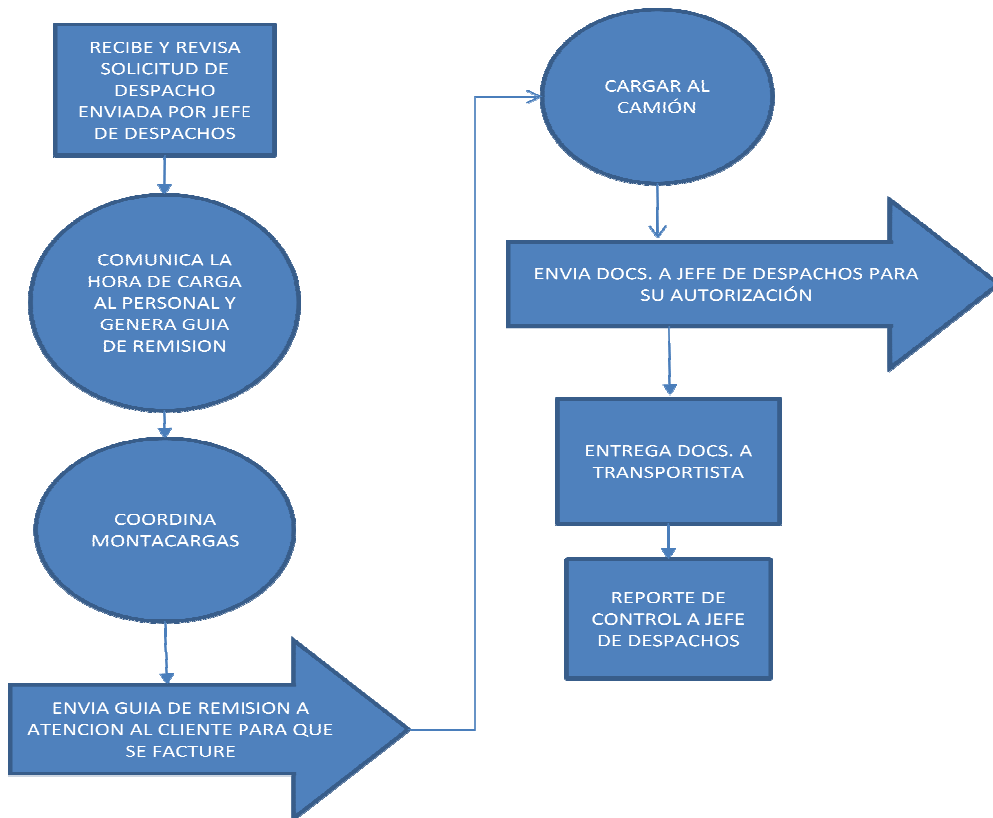 RECIBE Y REVISA
SOLICITUD DE
DESPACHO
ENVIADA POR JEFE
DE DESPACHOS
COMUNICA LA
HORA DE CARGA
AL PERSONAL Y
GENERA GUIA
DE REMISION
COORDINA
MONTACARGAS
ENVIA GUIA DE REMISION A
ATENCION AL CLIENTE PARA QUE
SE FACTURE
CARGAR AL
CAMIÓN
ENVIA DOCS. A JEFE DE DESPACHOS PARA
SU AUTORIZACIÓN
ENTREGA DOCS. A
TRANSPORTISTA
REPORTE DE
CONTROL A JEFE
DE DESPACHOS